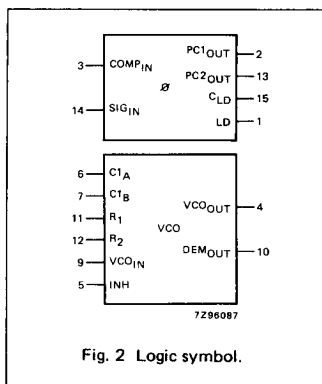 PC1OUT 2
3 COMPIN
PC2OUT 13
Ø
CLD 15
14 SIGIN
LD 1
6 C1A
7 C1B
VCOOUT 4
11 R1
VCO
12 R2
DEMOUT 10
9 VCOIN
5 INH
7Z96087
Fig. 2 Logic symbol.